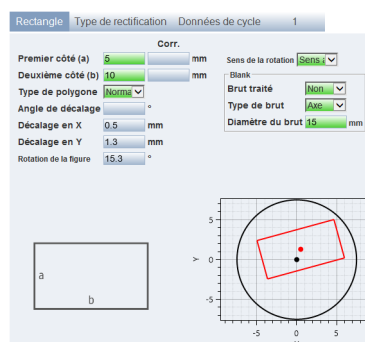 Rectangle Type de rectification Données de cycle 1
Corr.
Premier côté (a) 5 mm
Deuxième côté (b) 10 mm
Type de polygone Norma
Angle de décalage °
Décalage en X 0.5 mm
Décalage en Y 1.3 mm
Rotation de la figure 15.3 °
Sens de la rotation Sens a
Blank
Brut traité Non
Type de brut Axe
Diamètre du brut 15 mm
a
b
5
0
-5
>
-5 0 5